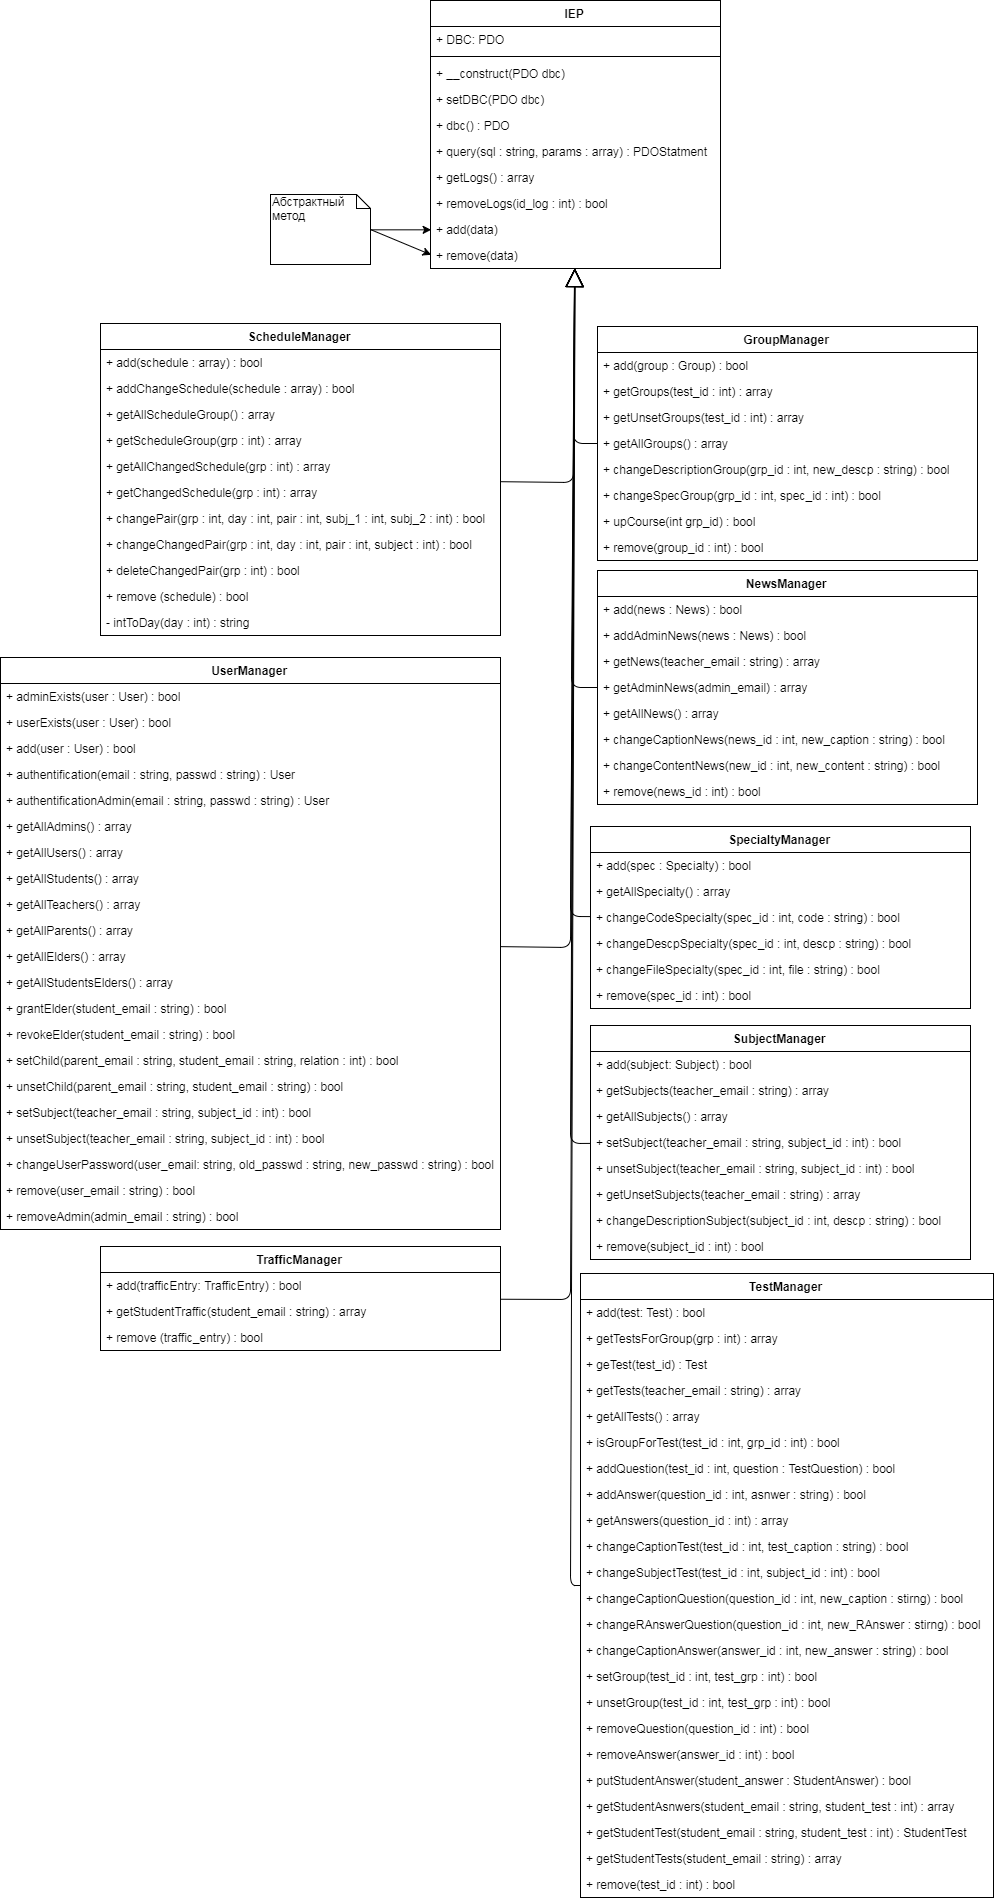 IEP
+ DBC: PDO
+ __construct(PDO dbc)
+ setDBC(PDO dbc)
+ dbc() : PDO
+ query(sql : string, params : array) : PDOStatment
+ getLogs() : array
+ removeLogs(id_log : int) : bool
+ add(data)
+ remove(data)
Абстрактный
метод
ScheduleManager
+ add(schedule : array) : bool
+ addChangeSchedule(schedule : array) : bool
+ getAllScheduleGroup() : array
+ getScheduleGroup(grp : int) : array
+ getAllChangedSchedule(grp : int) : array
+ getChangedSchedule(grp : int) : array
+ changePair(grp : int, day : int, pair : int, subj_1 : int, subj_2 : int) : bool
+ changeChangedPair(grp : int, day : int, pair : int, subject : int) : bool
+ deleteChangedPair(grp : int) : bool
+ remove (schedule) : bool
- intToDay(day : int) : string
GroupManager
+ add(group : Group) : bool
+ getGroups(test_id : int) : array
+ getUnsetGroups(test_id : int) : array
+ getAllGroups() : array
+ changeDescriptionGroup(grp_id : int, new_descp : string) : bool
+ changeSpecGroup(grp_id : int, spec_id : int) : bool
+ upCourse(int grp_id) : bool
+ remove(group_id : int) : bool
NewsManager
+ add(news : News) : bool
+ addAdminNews(news : News) : bool
+ getNews(teacher_email : string) : array
+ getAdminNews(admin_email) : array
+ getAllNews() : array
+ changeCaptionNews(news_id : int, new_caption : string) : bool
+ changeContentNews(new_id : int, new_content : string) : bool
+ remove(news_id : int) : bool
UserManager
+ adminExists(user : User) : bool
+ userExists(user : User) : bool
+ add(user : User) : bool
+ authentification(email : string, passwd : string) : User
+ authentificationAdmin(email : string, passwd : string) : User
+ getAllAdmins() : array
+ getAllUsers() : array
+ getAllStudents() : array
+ getAllTeachers() : array
+ getAllParents() : array
+ getAllElders() : array
+ getAllStudentsElders() : array
+ grantElder(student_email : string) : bool
+ revokeElder(student_email : string) : bool
+ setChild(parent_email : string, student_email : string, relation : int) : bool
+ unsetChild(parent_email : string, student_email : string) : bool
+ setSubject(teacher_email : string, subject_id : int) : bool
+ unsetSubject(teacher_email : string, subject_id : int) : bool
+ changeUserPassword(user_email: string, old_passwd : string, new_passwd : string) : bool
+ remove(user_email : string) : bool
+ removeAdmin(admin_email : string) : bool
SpecialtyManager
+ add(spec : Specialty) : bool
+ getAllSpecialty() : array
+ changeCodeSpecialty(spec_id : int, code : string) : bool
+ changeDescpSpecialty(spec_id : int, descp : string) : bool
+ changeFileSpecialty(spec_id : int, file : string) : bool
+ remove(spec_id : int) : bool
SubjectManager
+ add(subject: Subject) : bool
+ getSubjects(teacher_email : string) : array
+ getAllSubjects() : array
+ setSubject(teacher_email : string, subject_id : int) : bool
+ unsetSubject(teacher_email : string, subject_id : int) : bool
+ getUnsetSubjects(teacher_email : string) : array
+ changeDescriptionSubject(subject_id : int, descp : string) : bool
+ remove(subject_id : int) : bool
TrafficManager
+ add(trafficEntry: TrafficEntry) : bool
+ getStudentTraffic(student_email : string) : array
+ remove (traffic_entry) : bool
TestManager
+ add(test: Test) : bool
+ getTestsForGroup(grp : int) : array
+ geTest(test_id) : Test
+ getTests(teacher_email : string) : array
+ getAllTests() : array
+ isGroupForTest(test_id : int, grp_id : int) : bool
+ addQuestion(test_id : int, question : TestQuestion) : bool
+ addAnswer(question_id : int, asnwer : string) : bool
+ getAnswers(question_id : int) : array
+ changeCaptionTest(test_id : int, test_caption : string) : bool
+ changeSubjectTest(test_id : int, subject_id : int) : bool
+ changeCaptionQuestion(question_id : int, new_caption : stirng) : bool
+ changeRAnswerQuestion(question_id : int, new_RAnswer : stirng) : bool
+ changeCaptionAnswer(answer_id : int, new_answer : string) : bool
+ setGroup(test_id : int, test_grp : int) : bool
+ unsetGroup(test_id : int, test_grp : int) : bool
+ removeQuestion(question_id : int) : bool
+ removeAnswer(answer_id : int) : bool
+ putStudentAnswer(student_answer : StudentAnswer) : bool
+ getStudentAsnwers(student_email : string, student_test : int) : array
+ getStudentTest(student_email : string, student_test : int) : StudentTest
+ getStudentTests(student_email : string) : array
+ remove(test_id : int) : bool